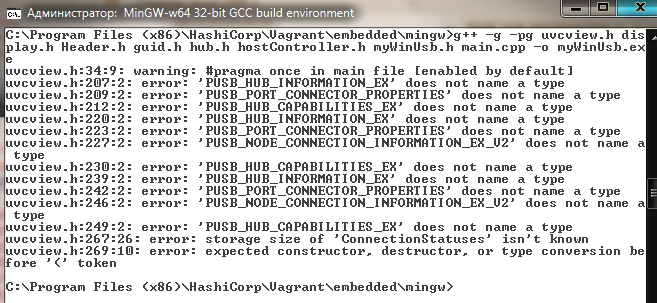 Администратор: MinGW-w64 32-bit GCC build environment
C:\Program Files (x86)\HashiCorp\Vagrant\embedded\mingw>g++ -g -pg uvcview.h dis
play.h Header.h guid.h hub.h hostController.h myWinUsb.h main.cpp -o myWinUsb.ex
e
uvcview.h:34:9: warning: #pragma once in main file [enabled by default]
uvcview.h:207:2: error: 'PUSB_HUB_INFORMATION_EX' does not name a type
uvcview.h:209:2: error: 'PUSB_PORT_CONNECTOR_PROPERTIES' does not name a type
uvcview.h:212:2: error: 'PUSB_HUB_CAPABILITIES_EX' does not name a type
uvcview.h:220:2: error: 'PUSB_HUB_INFORMATION_EX' does not name a type
uvcview.h:223:2: error: 'PUSB_PORT_CONNECTOR_PROPERTIES' does not name a type
uvcview.h:227:2: error: 'PUSB_NODE_CONNECTION_INFORMATION_EX_V2' does not name a
 type
uvcview.h:230:2: error: 'PUSB_HUB_CAPABILITIES_EX' does not name a type
uvcview.h:239:2: error: 'PUSB_HUB_INFORMATION_EX' does not name a type
uvcview.h:242:2: error: 'PUSB_PORT_CONNECTOR_PROPERTIES' does not name a type
uvcview.h:246:2: error: 'PUSB_NODE_CONNECTION_INFORMATION_EX_V2' does not name a
 type
uvcview.h:249:2: error: 'PUSB_HUB_CAPABILITIES_EX' does not name a type
uvcview.h:267:26: error: storage size of 'ConnectionStatuses' isn't known
uvcview.h:269:10: error: expected constructor, destructor, or type conversion be
fore '(' token
C:\Program Files (x86)\HashiCorp\Vagrant\embedded\mingw>